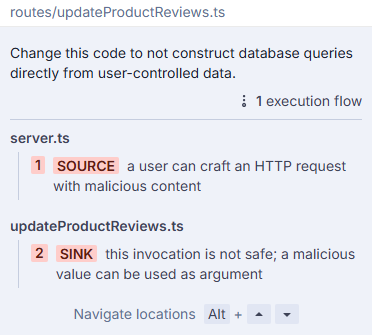 routes/updateProductReviews.ts
Change this code to not construct database queries
directly from user-controlled data.
1 execution flow
server.ts
1 SOURCE a user can craft an HTTP request
with malicious content
updateProductReviews.ts
2 SINK this invocation is not safe; a malicious
value can be used as argument
Navigate locations Alt +